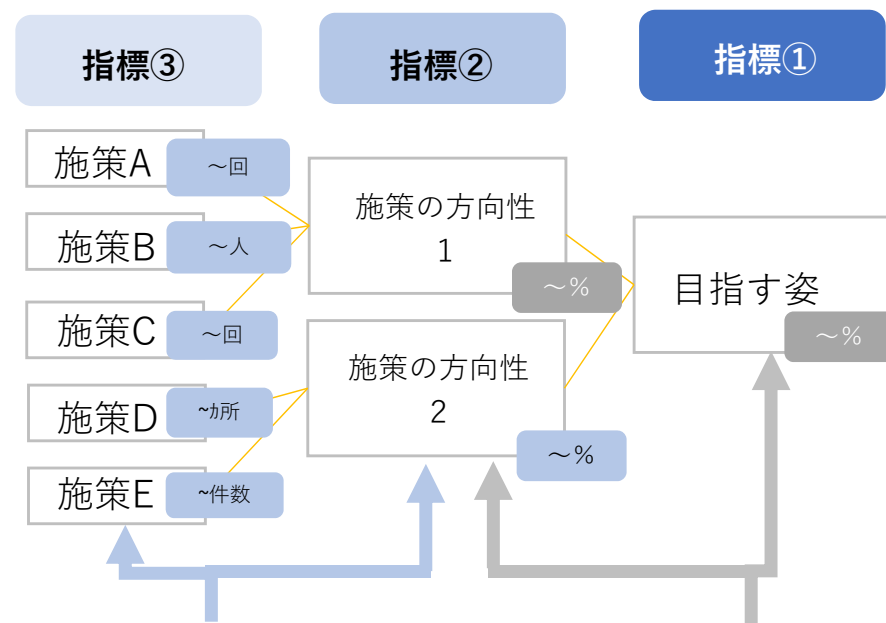 指標③
指標②
指標①
施策A
～回
施策B
～人
施策C
～回
施策D
~ｶ所
施策E
~件数
施策の方向性
1
～%
施策の方向性
2
～%
目指す姿
～%